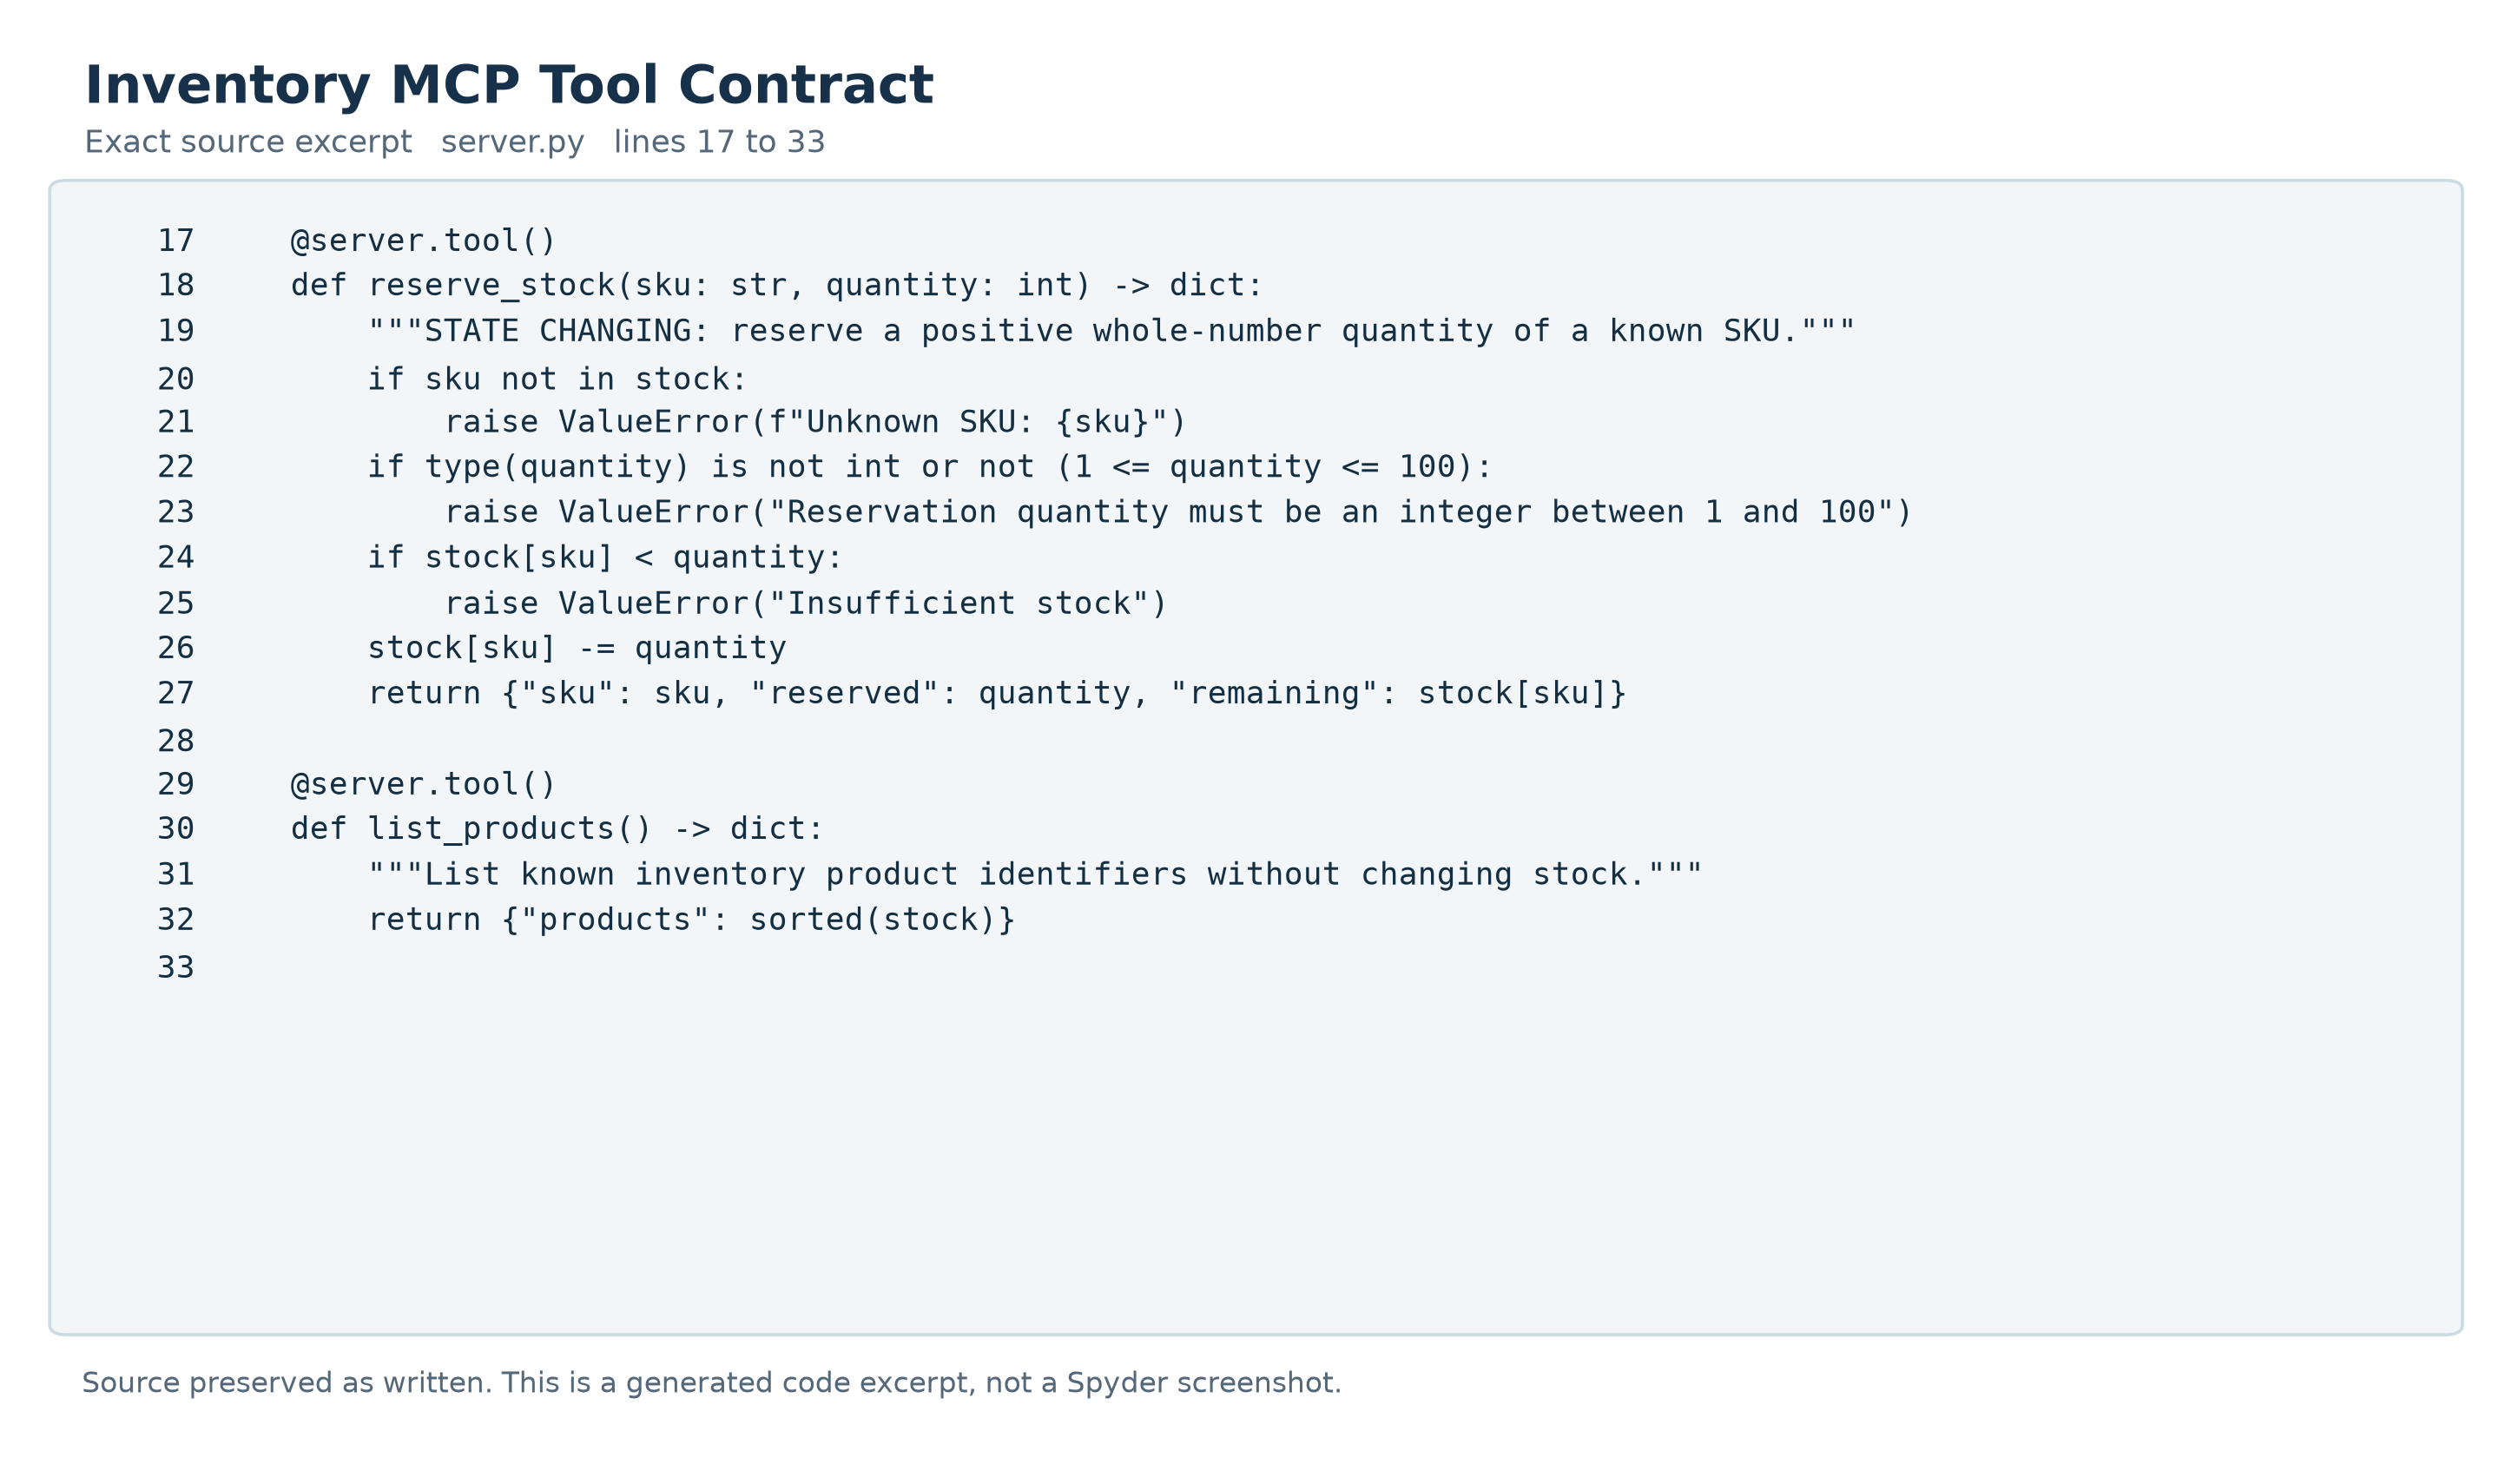 Inventory MCP Tool Contract
Exact source excerpt   server.py   lines 17 to 33
17     @server.tool()
18     def reserve_stock(sku: str, quantity: int) -> dict:
19         """STATE CHANGING: reserve a positive whole-number quantity of a known SKU."""
20         if sku not in stock:
21             raise ValueError(f"Unknown SKU: {sku}")
22         if type(quantity) is not int or not (1 <= quantity <= 100):
23             raise ValueError("Reservation quantity must be an integer between 1 and 100")
24         if stock[sku] < quantity:
25             raise ValueError("Insufficient stock")
26         stock[sku] -= quantity
27         return {"sku": sku, "reserved": quantity, "remaining": stock[sku]}
28
29     @server.tool()
30     def list_products() -> dict:
31         """List known inventory product identifiers without changing stock."""
32         return {"products": sorted(stock)}
33
Source preserved as written. This is a generated code excerpt, not a Spyder screenshot.